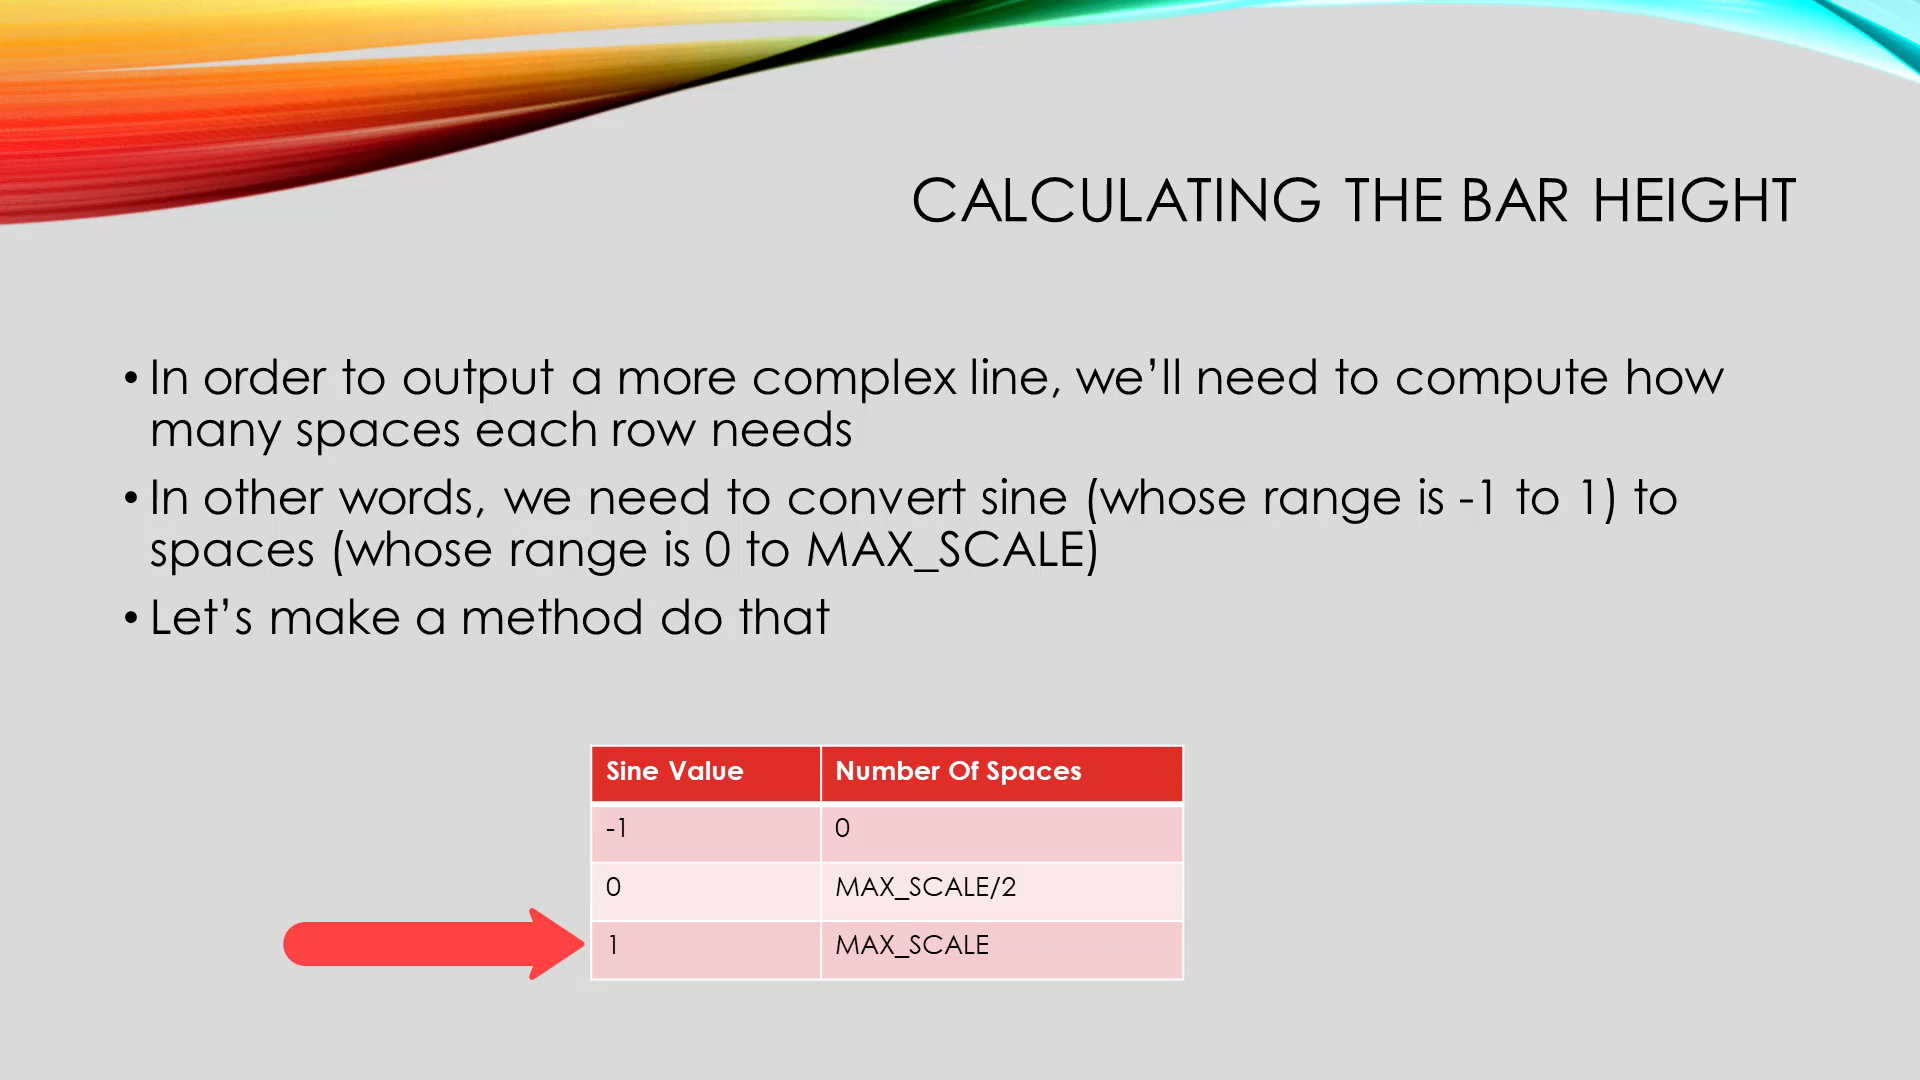 CALCULATING THE BAR HEIGHT
• In order to output a more complex line, we’ll need to compute how
many spaces each row needs
• In other words, we need to convert sine (whose range is -1 to 1) to
spaces (whose range is 0 to MAX_SCALE)
• Let’s make a method do that
Sine Value Number Of Spaces
-1 0
0 MAX_SCALE/2
1 MAX_SCALE